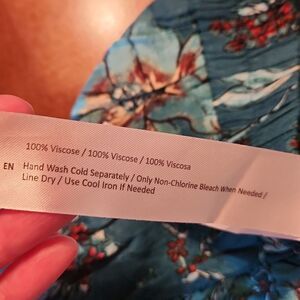 100% Viscose / 100% Viscose / 100% Viscosa
EN Hand Wash Cold Separately / Only Non-Chlorine Bleach When Needed /
Line Dry / Use Cool Iron If Needed